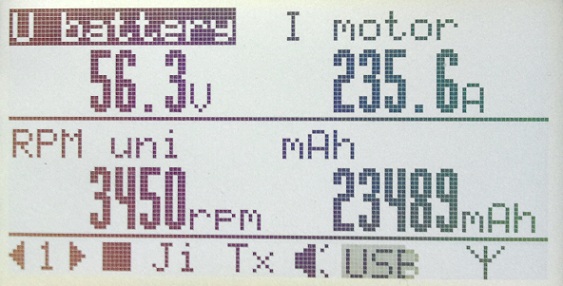 U battery I motor
56.3V 235.6A
RPM uni mAh
3450rpm 23489mAh
1 Ji Tx USB